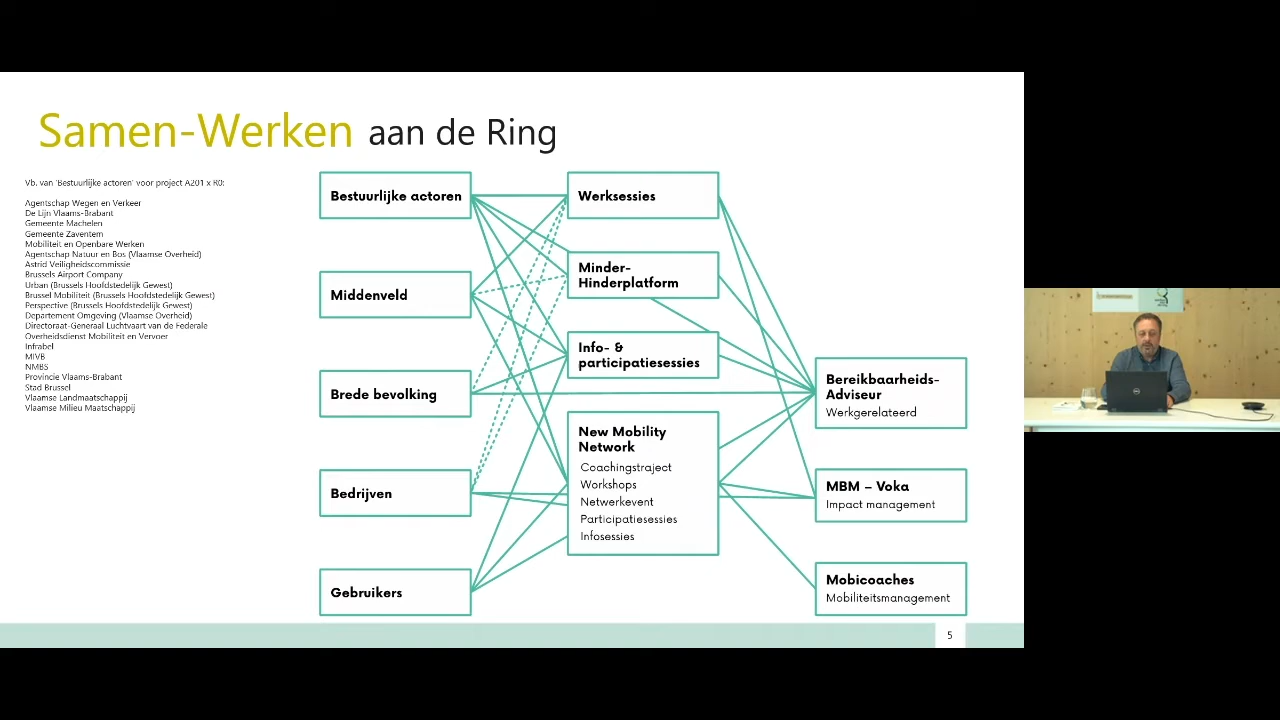 Samen-Werken aan de Ring
Vb. van 'Bestuurlijke actoren' voor project A201 x R0:
Agentschap Wegen en Verkeer
De Lijn Vlaams-Brabant
Gemeente Machelen
Gemeente Zaventem
Mobiliteit en Openbare Werken
Agentschap Natuur en Bos (Vlaamse Overheid)
Astrid Veiligheidscommissie
Brussels Airport Company
Urban (Brussels Hoofdstedelijk Gewest)
Brussel Mobiliteit (Brussels Hoofdstedelijk Gewest)
Perspective (Brussels Hoofdstedelijk Gewest)
Departement Omgeving (Vlaamse Overheid)
Directoraat-Generaal Luchtvaart van de Federale
Overheidsdienst Mobiliteit en Vervoer
Infrabel
MIVB
NMBS
Provincie Vlaams-Brabant
Stad Brussel
Vlaamse Landmaatschappij
Vlaamse Milieu Maatschappij
Bestuurlijke actoren
Middenveld
Brede bevolking
Bedrijven
Gebruikers
Werksessies
Minder-
Hinderplatform
Info- &
participatiesessies
New Mobility
Network
Coachingstraject
Workshops
Netwerkevent
Participatiesessies
Infosessies
Bereikbaarheids-
Adviseur
Werkgerelateerd
MBM – Voka
Impact management
Mobicoaches
Mobiliteitsmanagement
5